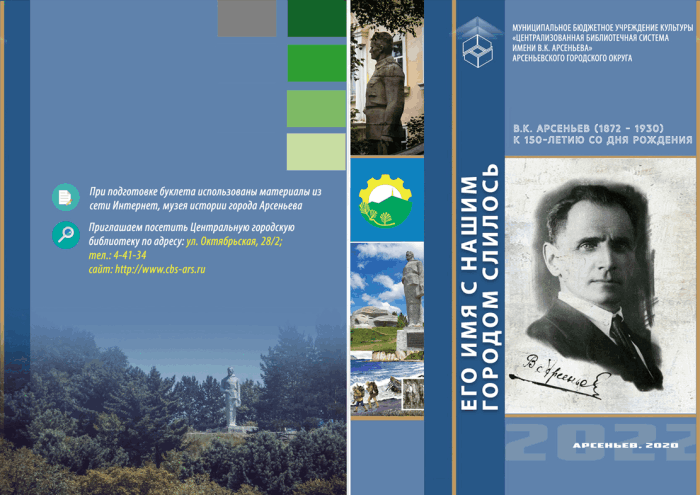 При подготовке буклета использованы материалы из
сети Интернет, музея истории города Арсеньева
Приглашаем посетить Центральную городскую
библиотеку по адресу: ул. Октябрьская, 28/2;
тел.: 4-41-34
сайт: http://www.cbs-ars.ru
МУНИЦИПАЛЬНОЕ БЮДЖЕТНОЕ УЧРЕЖДЕНИЕ КУЛЬТУРЫ
«ЦЕНТРАЛИЗОВАННАЯ БИБЛИОТЕЧНАЯ СИСТЕМА
ИМЕНИ В.К. АРСЕНЬЕВА»
АРСЕНЬЕВСКОГО ГОРОДСКОГО ОКРУГА
В.К. АРСЕНЬЕВ (1872 - 1930)
К 150-ЛЕТИЮ СО ДНЯ РОЖДЕНИЯ
ЕГО ИМЯ С НАШИМ
ГОРОДОМ СЛИЛОСЬ
В. Арсеньев
2022
АРСЕНЬЕВ, 2020